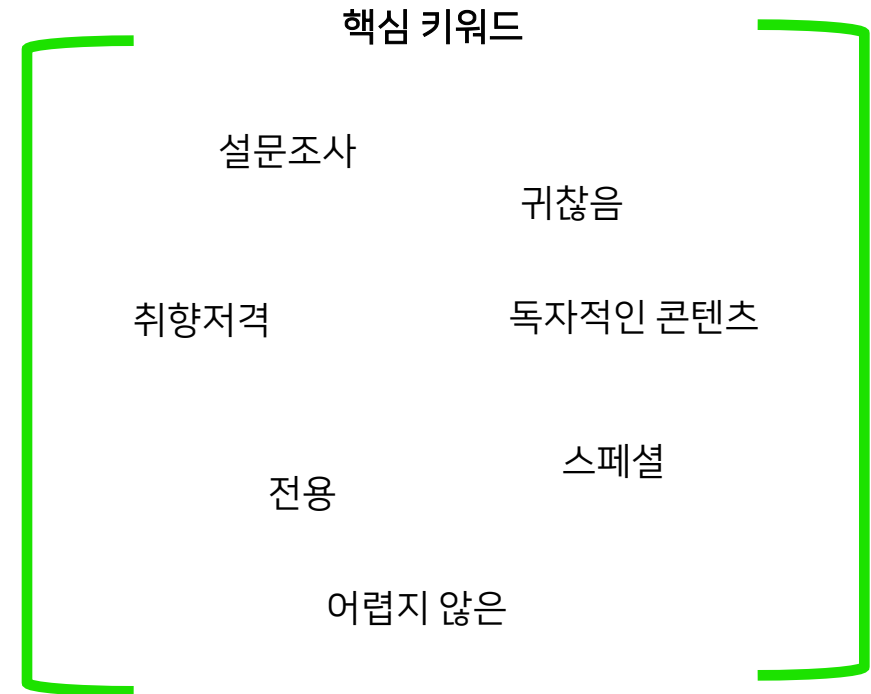 핵심 키워드
설문조사
귀찮음
취향저격
독자적인 콘텐츠
스페셜
전용
어렵지 않은